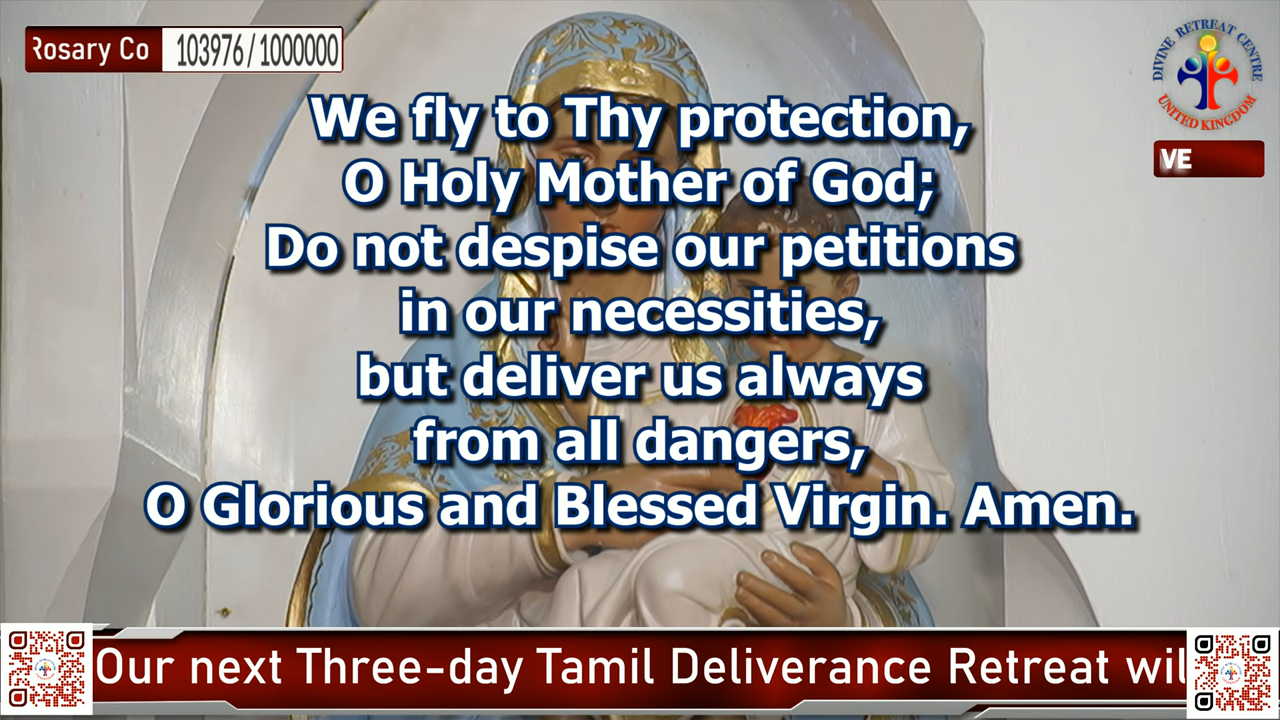 Rosary Co 103976/1000000
DIVINE RETREAT CENTRE
UNITED KINGDOM
VE
We fly to Thy protection,
O Holy Mother of God;
Do not despise our petitions
in our necessities,
but deliver us always
from all dangers,
O Glorious and Blessed Virgin. Amen.
Our next Three-day Tamil Deliverance Retreat wil